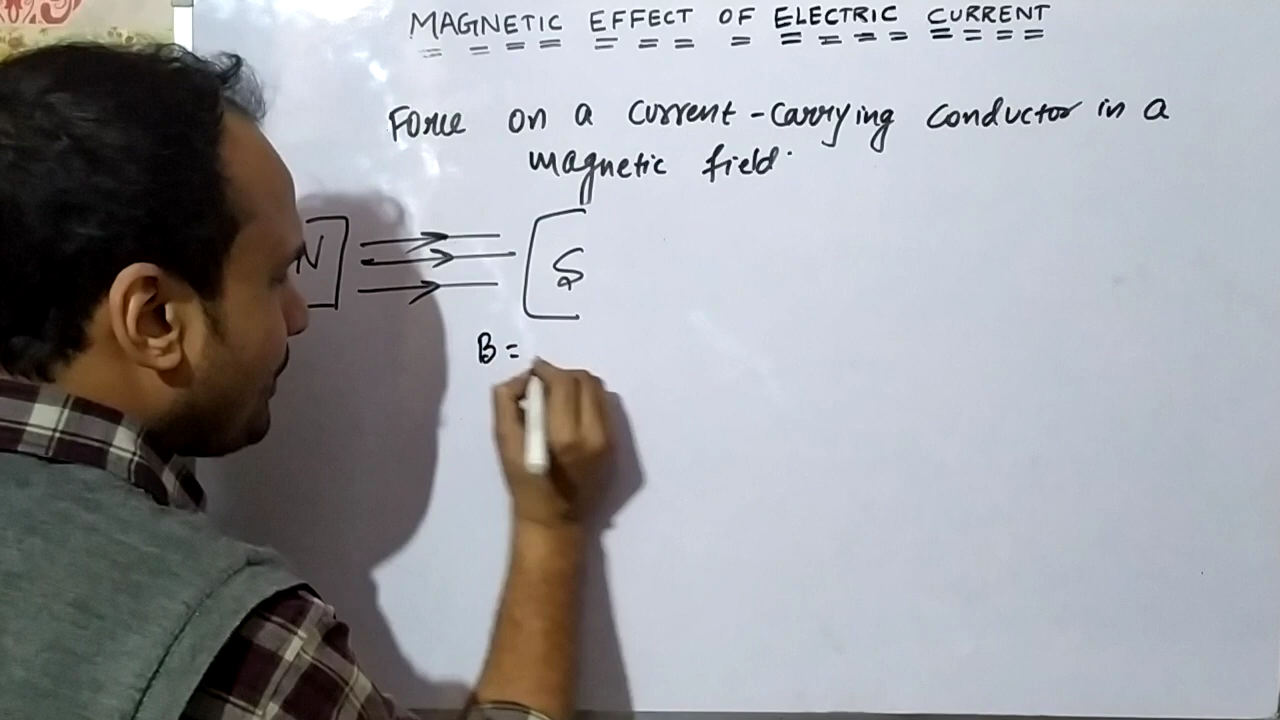 MAGNETIC EFFECT OF ELECTRIC CURRENT
Force on a current-carrying conductor in a
magnetic field.
N S
B =